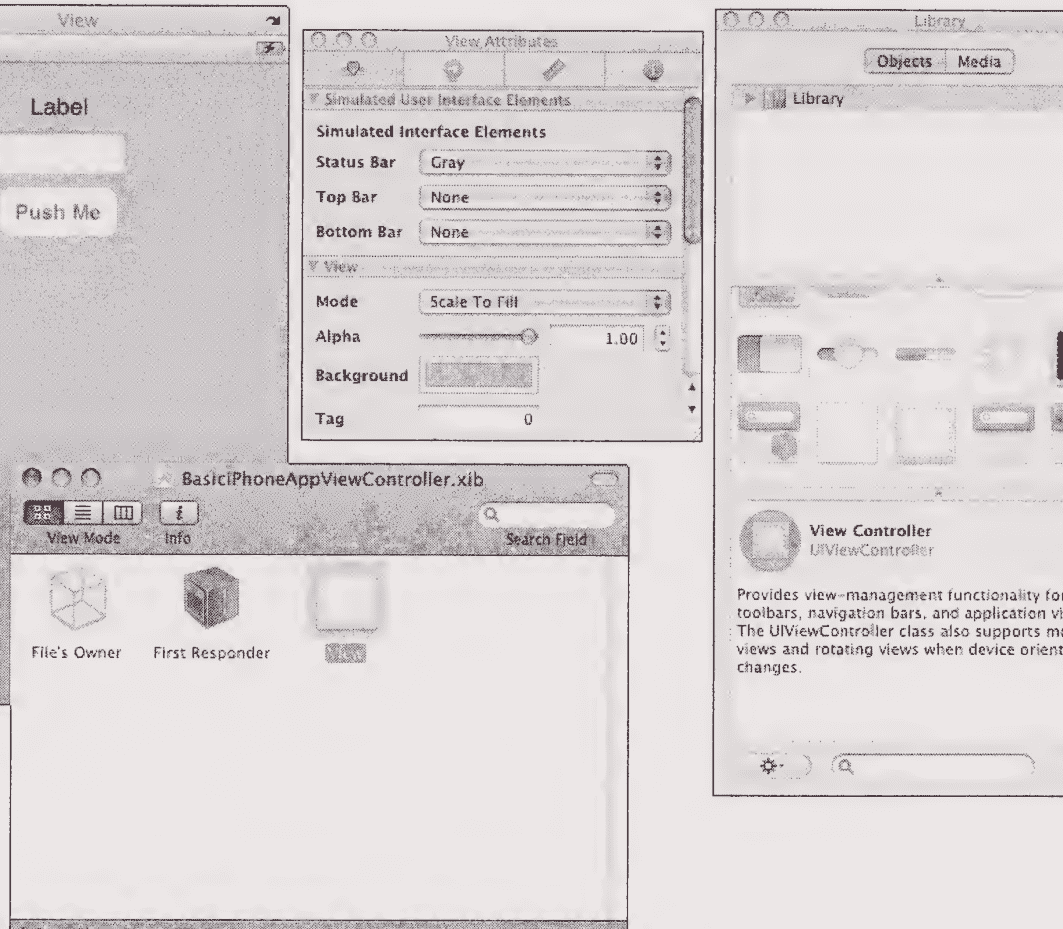 View
Label
Push Me
View Attributes
Simulated User Interface Elements
Simulated Interface Elements
Status Bar Gray
Top Bar None
Bottom Bar None
View
Mode Scale To Fill
Alpha 1.00
Background
Tag 0
BasiciPhoneAppViewController.xib
View Mode Info Search Field
File's Owner First Responder View
Library
Objects Media
Library
View Controller
UIViewController
Provides view-management functionality for
toolbars, navigation bars, and application vi
The UIViewController class also supports mo
views and rotating views when device orient
changes.